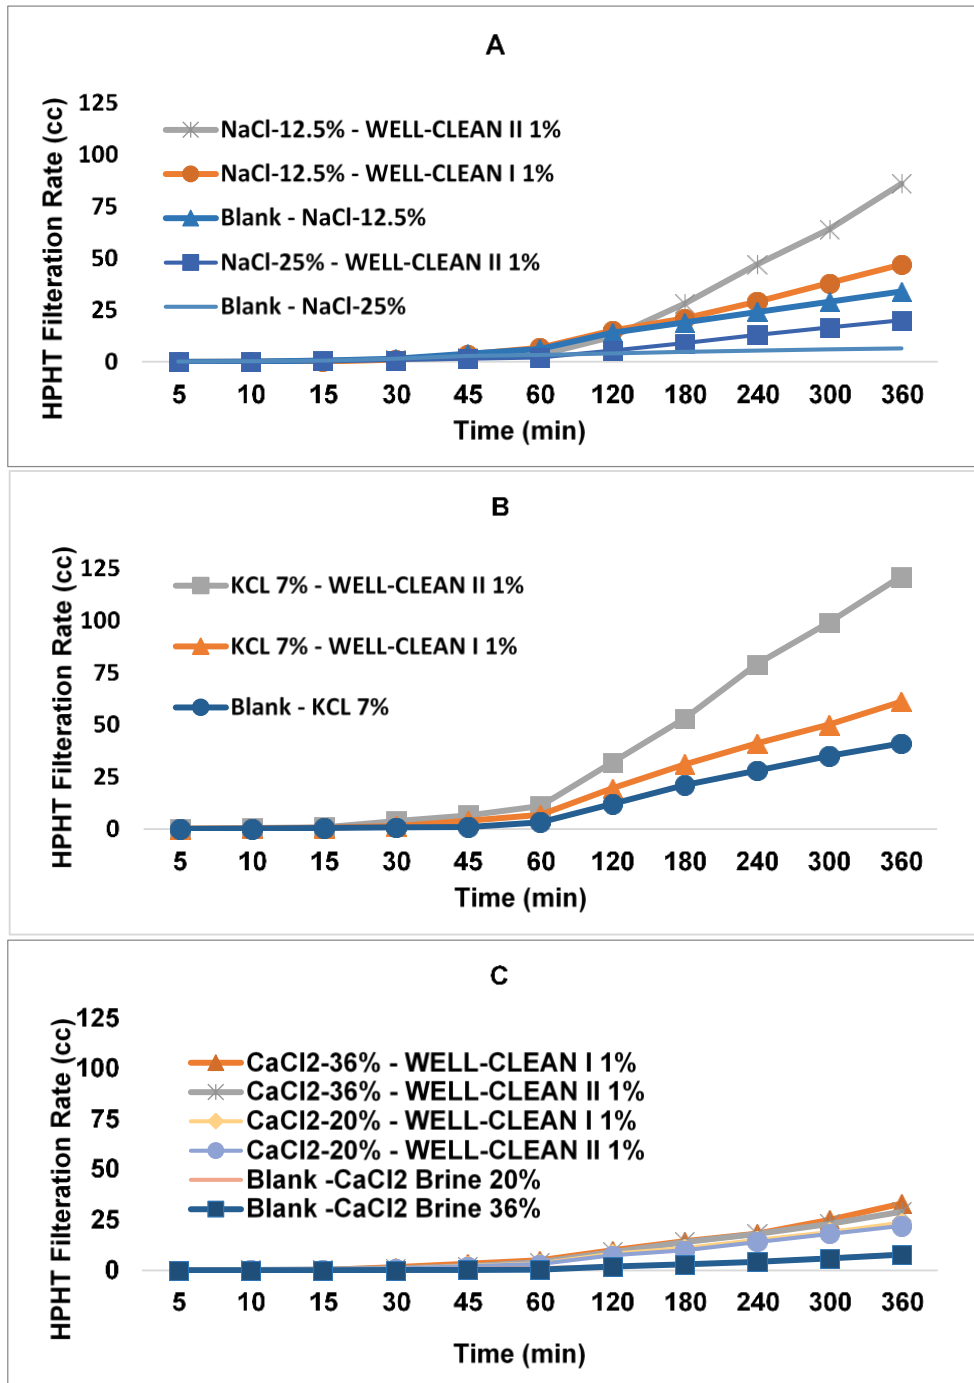 A
HPHT Filteration Rate (cc)
125
100
75
50
25
0
NaCl-12.5% - WELL-CLEAN II 1%
NaCl-12.5% - WELL-CLEAN I 1%
Blank - NaCl-12.5%
NaCl-25% - WELL-CLEAN II 1%
Blank - NaCl-25%
5 10 15 30 45 60 120 180 240 300 360
Time (min)
B
HPHT Filteration Rate (cc)
125
100
75
50
25
0
KCL 7% - WELL-CLEAN II 1%
KCL 7% - WELL-CLEAN I 1%
Blank - KCL 7%
5 10 15 30 45 60 120 180 240 300 360
Time (min)
C
HPHT Filteration Rate (cc)
125
100
75
50
25
0
CaCl2-36% - WELL-CLEAN I 1%
CaCl2-36% - WELL-CLEAN II 1%
CaCl2-20% - WELL-CLEAN I 1%
CaCl2-20% - WELL-CLEAN II 1%
Blank -CaCl2 Brine 20%
Blank -CaCl2 Brine 36%
5 10 15 30 45 60 120 180 240 300 360
Time (min)